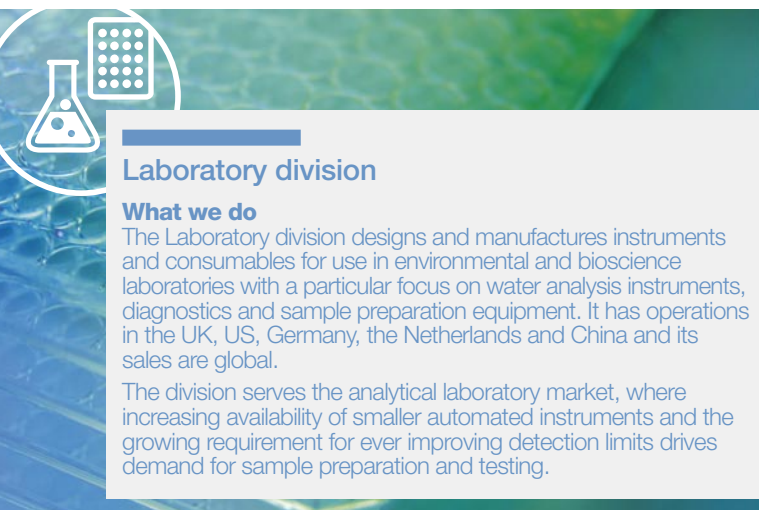 Laboratory division
What we do
The Laboratory division designs and manufactures instruments
and consumables for use in environmental and bioscience
laboratories with a particular focus on water analysis instruments,
diagnostics and sample preparation equipment. It has operations
in the UK, US, Germany, the Netherlands and China and its
sales are global.
The division serves the analytical laboratory market, where
increasing availability of smaller automated instruments and the
growing requirement for ever improving detection limits drives
demand for sample preparation and testing.